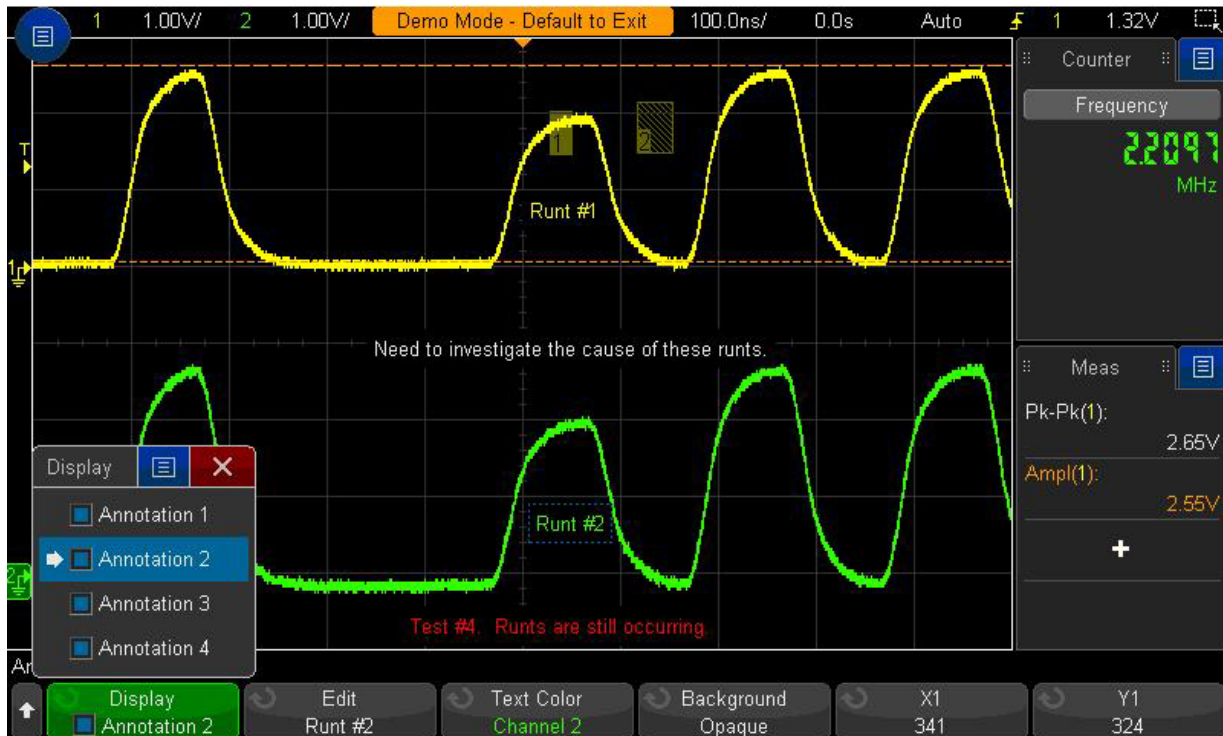 1 1.00V/ 2 1.00V/ Demo Mode - Default to Exit 100.0ns/ 0.0s Auto 1 1.32V
Counter
Frequency
2.2097
MHz
T
1
2
Runt #1
1
Need to investigate the cause of these runts.
Meas
Pk-Pk(1):
2.65V
Ampl(1):
2.55V
+
Display
Annotation 1
Annotation 2
Annotation 3
Annotation 4
Runt #2
2
Test #4. Runts are still occurring
Display
Annotation 2
Edit
Runt #2
Text Color
Channel 2
Background
Opaque
X1
341
Y1
324